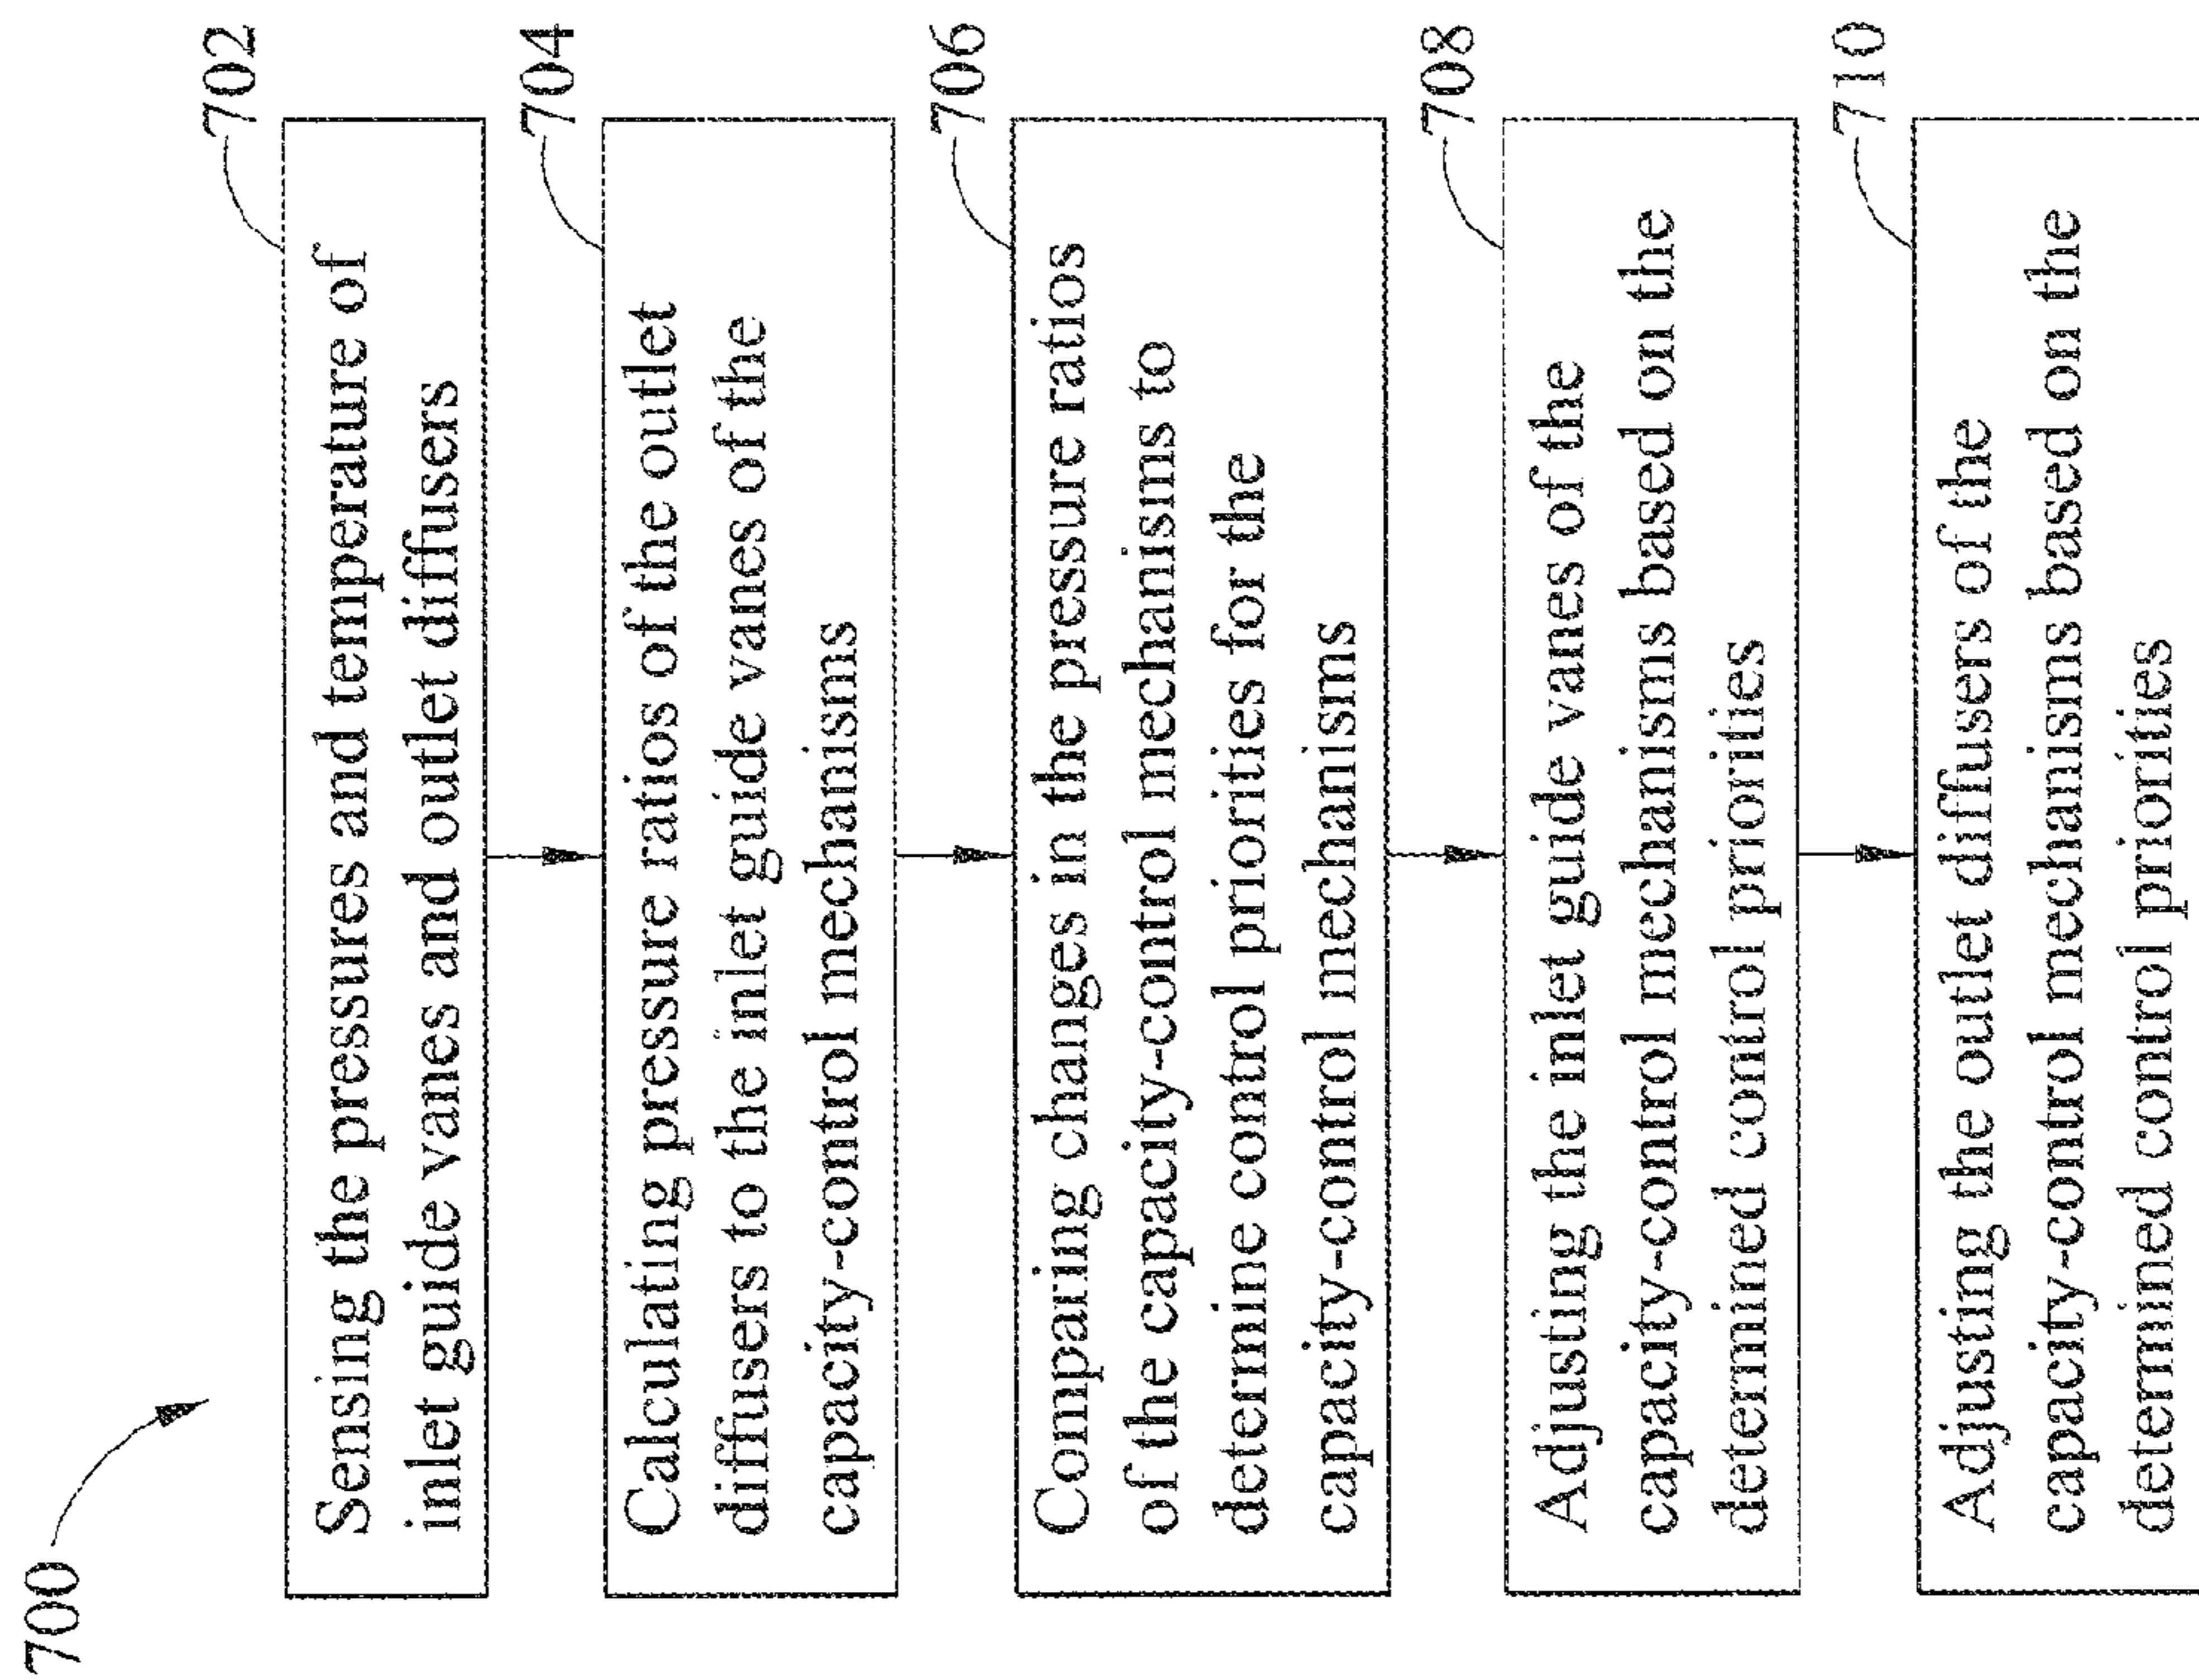 700
702
Sensing the pressures and temperature of
inlet guide vanes and outlet diffusers
704
Calculating pressure ratios of the outlet
diffusers to the inlet guide vanes of the
capacity-control mechanisms
706
Comparing changes in the pressure ratios
of the capacity-control mechanisms to
determine control priorities for the
capacity-control mechanisms
708
Adjusting the inlet guide vanes of the
capacity-control mechanisms based on the
determined control priorities
710
Adjusting the outlet diffusers of the
capacity-control mechanisms based on the
determined control priorities